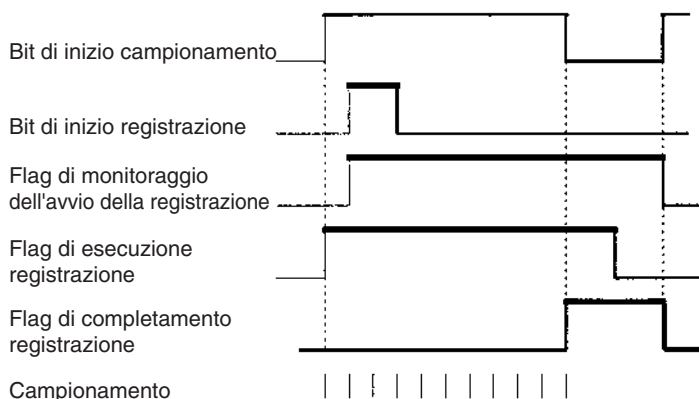 Bit di inizio campionamento
Bit di inizio registrazione
Flag di monitoraggio
dell'avvio della registrazione
Flag di esecuzione
registrazione
Flag di completamento
registrazione
Campionamento